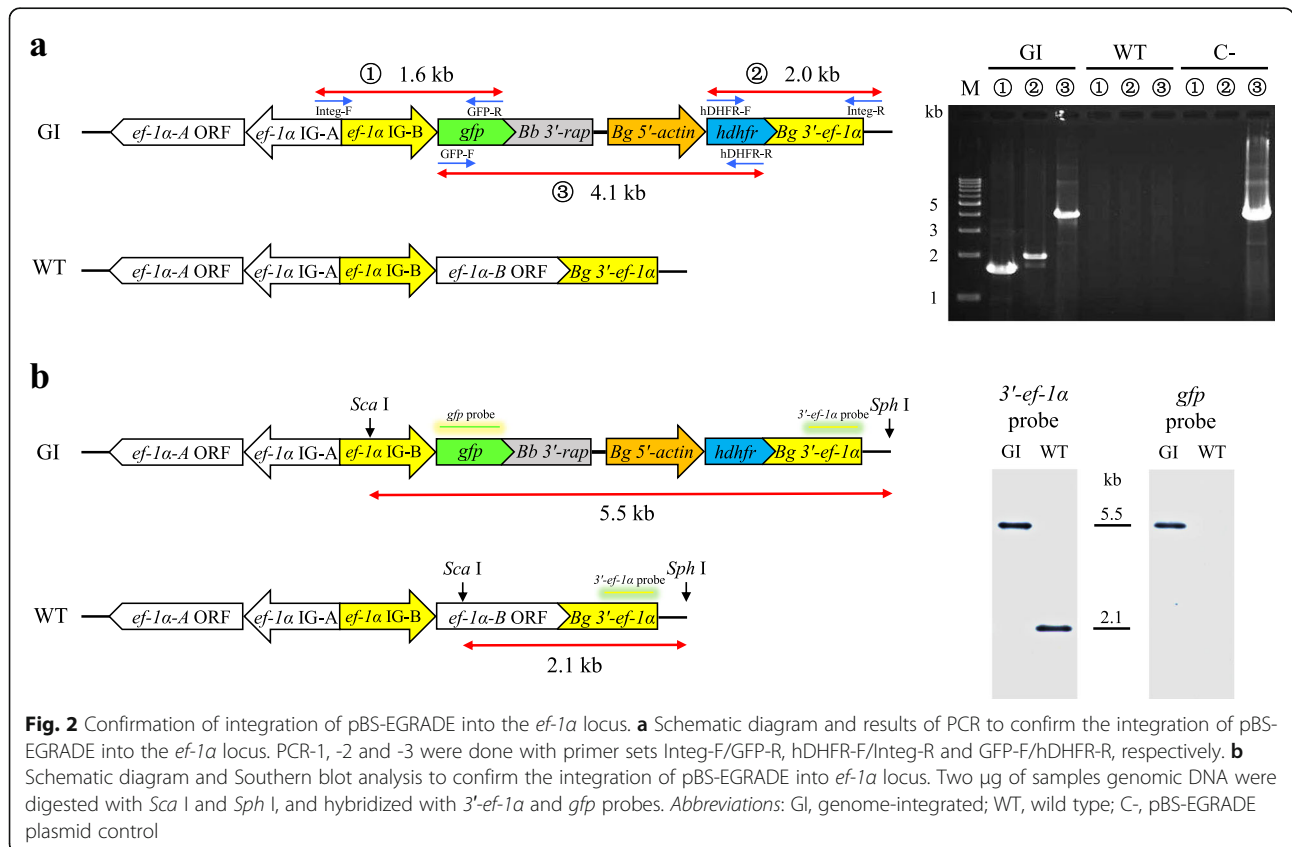 a
① 1.6 kb
② 2.0 kb
Integ-F
GFP-R
hDHFR-F
Integ-R
GI
ef-1α-A ORF
ef-1α IG-A
ef-1α IG-B
gfp
Bb 3'-rap
Bg 5'-actin
hdhfr
Bg 3'-ef-1α
GFP-F
hDHFR-R
③ 4.1 kb
WT
ef-1α-A ORF
ef-1α IG-A
ef-1α IG-B
ef-1α-B ORF
Bg 3'-ef-1α
GI WT C-
M ① ② ③ ① ② ③ ① ② ③
kb
5
3
2
1
b
Sca I
gfp probe
3'-ef-1α probe
Sph I
GI
ef-1α-A ORF
ef-1α IG-A
ef-1α IG-B
gfp
Bb 3'-rap
Bg 5'-actin
hdhfr
Bg 3'-ef-1α
5.5 kb
Sca I
3'-ef-1α probe
Sph I
WT
ef-1α-A ORF
ef-1α IG-A
ef-1α IG-B
ef-1α-B ORF
Bg 3'-ef-1α
2.1 kb
3'-ef-1α
probe
GI WT
gfp
probe
GI WT
kb
5.5
2.1
Fig. 2 Confirmation of integration of pBS-EGRADE into the ef-1α locus. a Schematic diagram and results of PCR to confirm the integration of pBS-
EGRADE into the ef-1α locus. PCR-1, -2 and -3 were done with primer sets Integ-F/GFP-R, hDHFR-F/Integ-R and GFP-F/hDHFR-R, respectively. b
Schematic diagram and Southern blot analysis to confirm the integration of pBS-EGRADE into ef-1α locus. Two μg of samples genomic DNA were
digested with Sca I and Sph I, and hybridized with 3'-ef-1α and gfp probes. Abbreviations: GI, genome-integrated; WT, wild type; C-, pBS-EGRADE
plasmid control